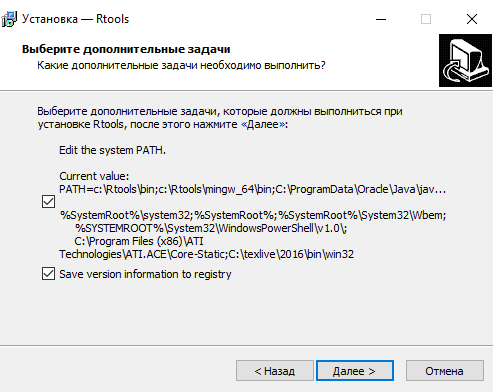 Установка — Rtools
Выберите дополнительные задачи
Какие дополнительные задачи необходимо выполнить?
Выберите дополнительные задачи, которые должны выполниться при
установке Rtools, после этого нажмите «Далее»:
Edit the system PATH.
Current value:
PATH=c:\Rtools\bin;c:\Rtools\mingw_64\bin;C:\ProgramData\Oracle\Java\jav...
%SystemRoot%\system32;%SystemRoot%;%SystemRoot%\System32\Wbem;
%SYSTEMROOT%\System32\WindowsPowerShell\v1.0\;
C:\Program Files (x86)\ATI
Technologies\ATI.ACE\Core-Static;C:\texlive\2016\bin\win32
Save version information to registry
< Назад
Далее >
Отмена